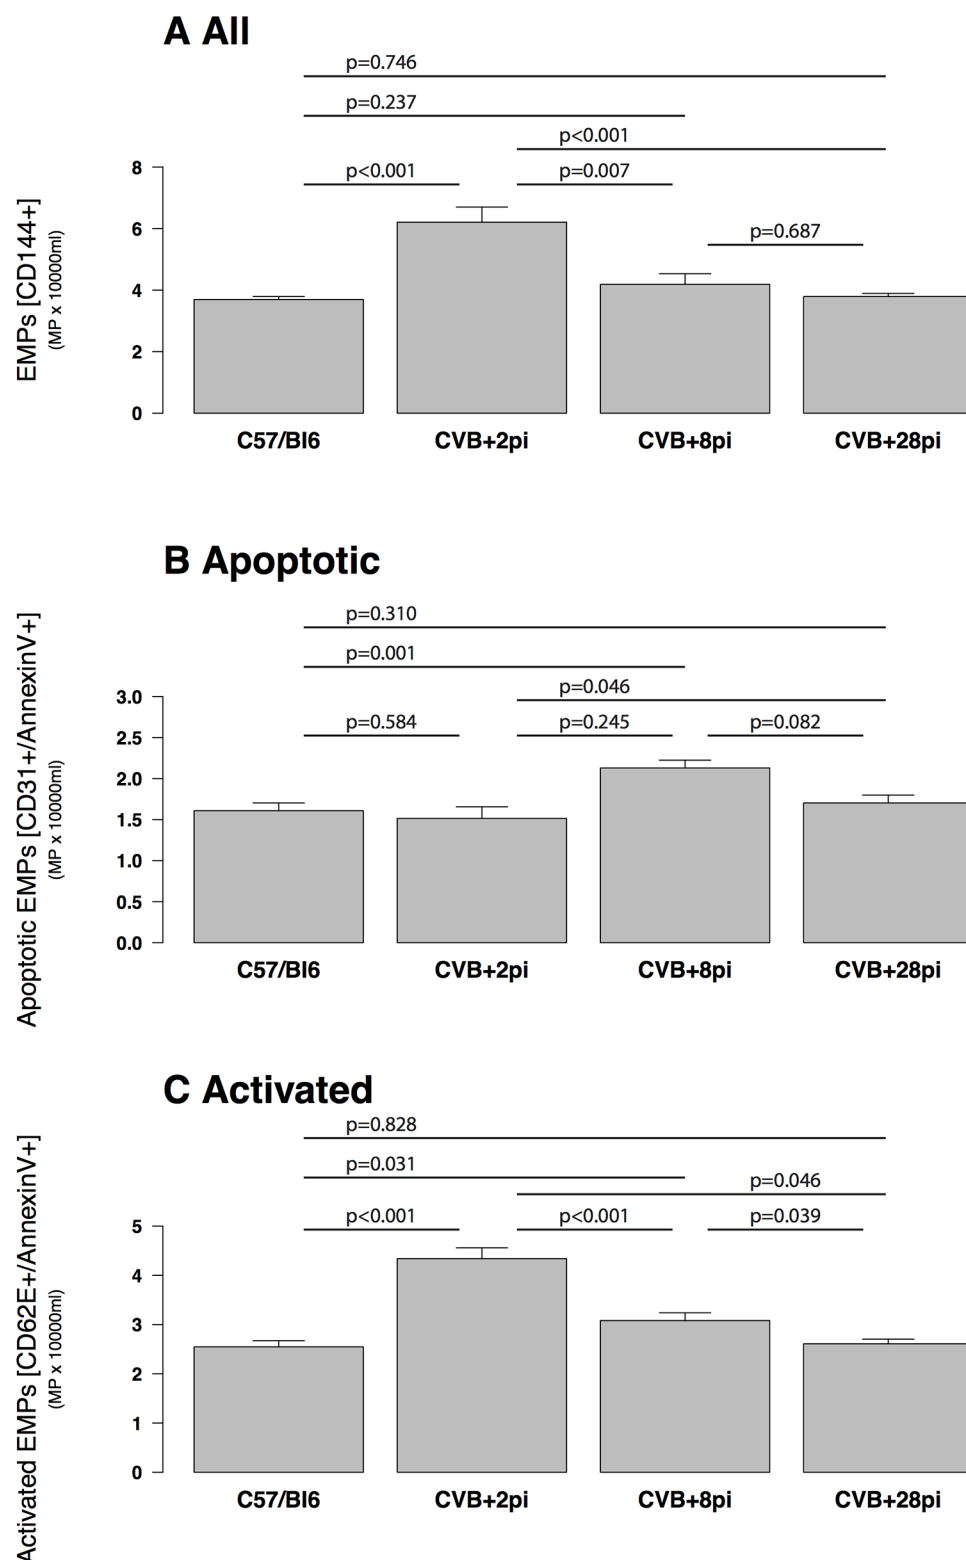 A All
p=0.746
p=0.237
p<0.001
p<0.001
p=0.007
p=0.687
EMPs [CD144+]
(MP x 10000ml)
8
6
4
2
0
C57/Bl6
CVB+2pi
CVB+8pi
CVB+28pi
B Apoptotic
p=0.310
p=0.001
p=0.046
p=0.584
p=0.245
p=0.082
Apoptotic EMPs [CD31+/AnnexinV+]
(MP x 10000ml)
3.0
2.5
2.0
1.5
1.0
0.5
0.0
C57/Bl6
CVB+2pi
CVB+8pi
CVB+28pi
C Activated
p=0.828
p=0.031
p=0.046
p<0.001
p<0.001
p=0.039
Activated EMPs [CD62E+/AnnexinV+]
(MP x 10000ml)
5
4
3
2
1
0
C57/Bl6
CVB+2pi
CVB+8pi
CVB+28pi